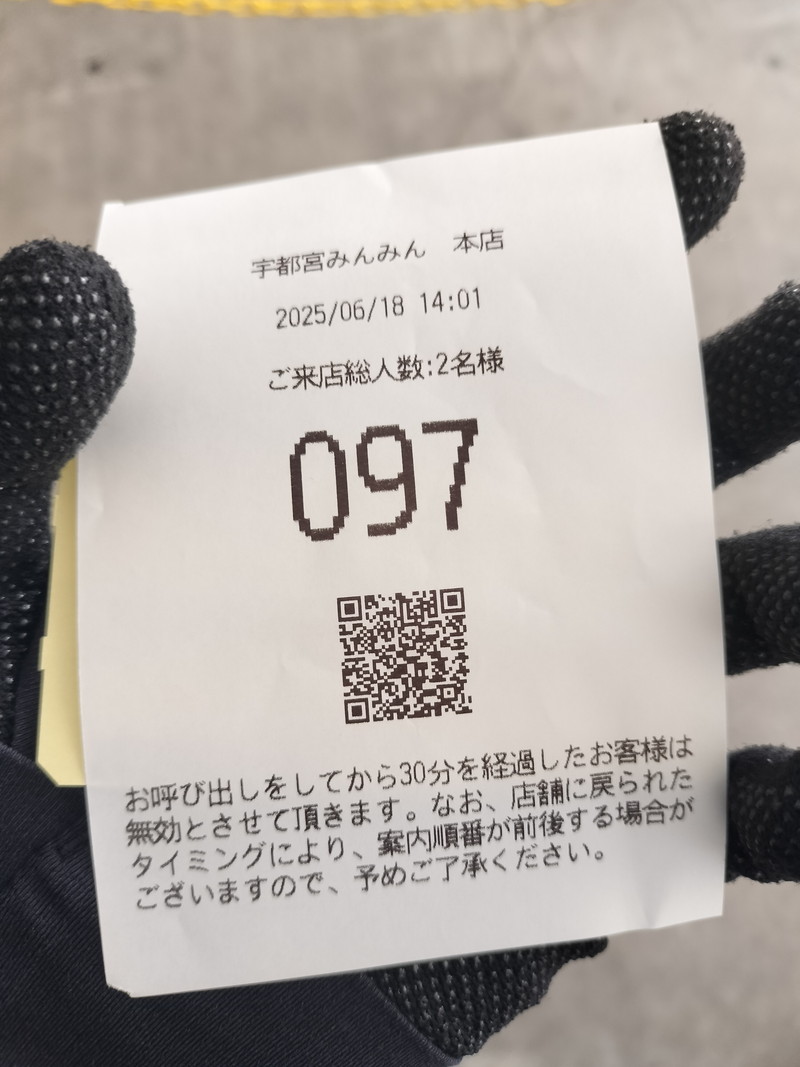 宇都宮みんみん　本店
2025/06/18 14:01
ご来店総人数:2名様
097
お呼び出しをしてから30分を経過したお客様は
無効とさせて頂きます。なお、店舗に戻られた
タイミングにより、案内順番が前後する場合が
ございますので、予めご了承ください。